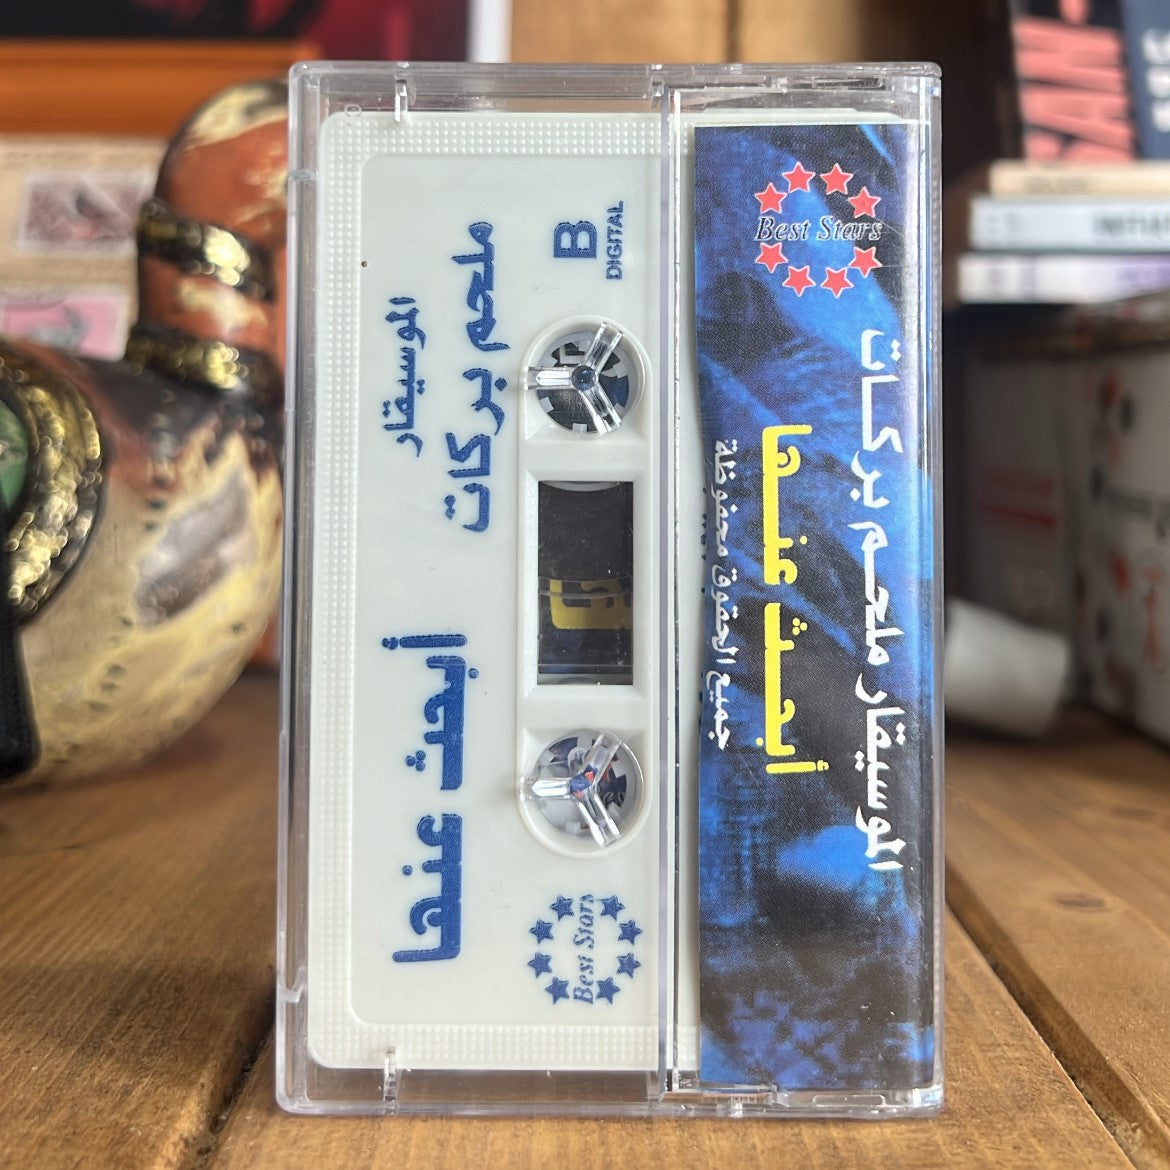 الموسيقار
ملحم بركات
أبحث عنها
B
DIGITAL
Best Stars
Best Stars
الموسيقار ملحم بركات
أبحث عنها
جميع الحقوق محفوظة